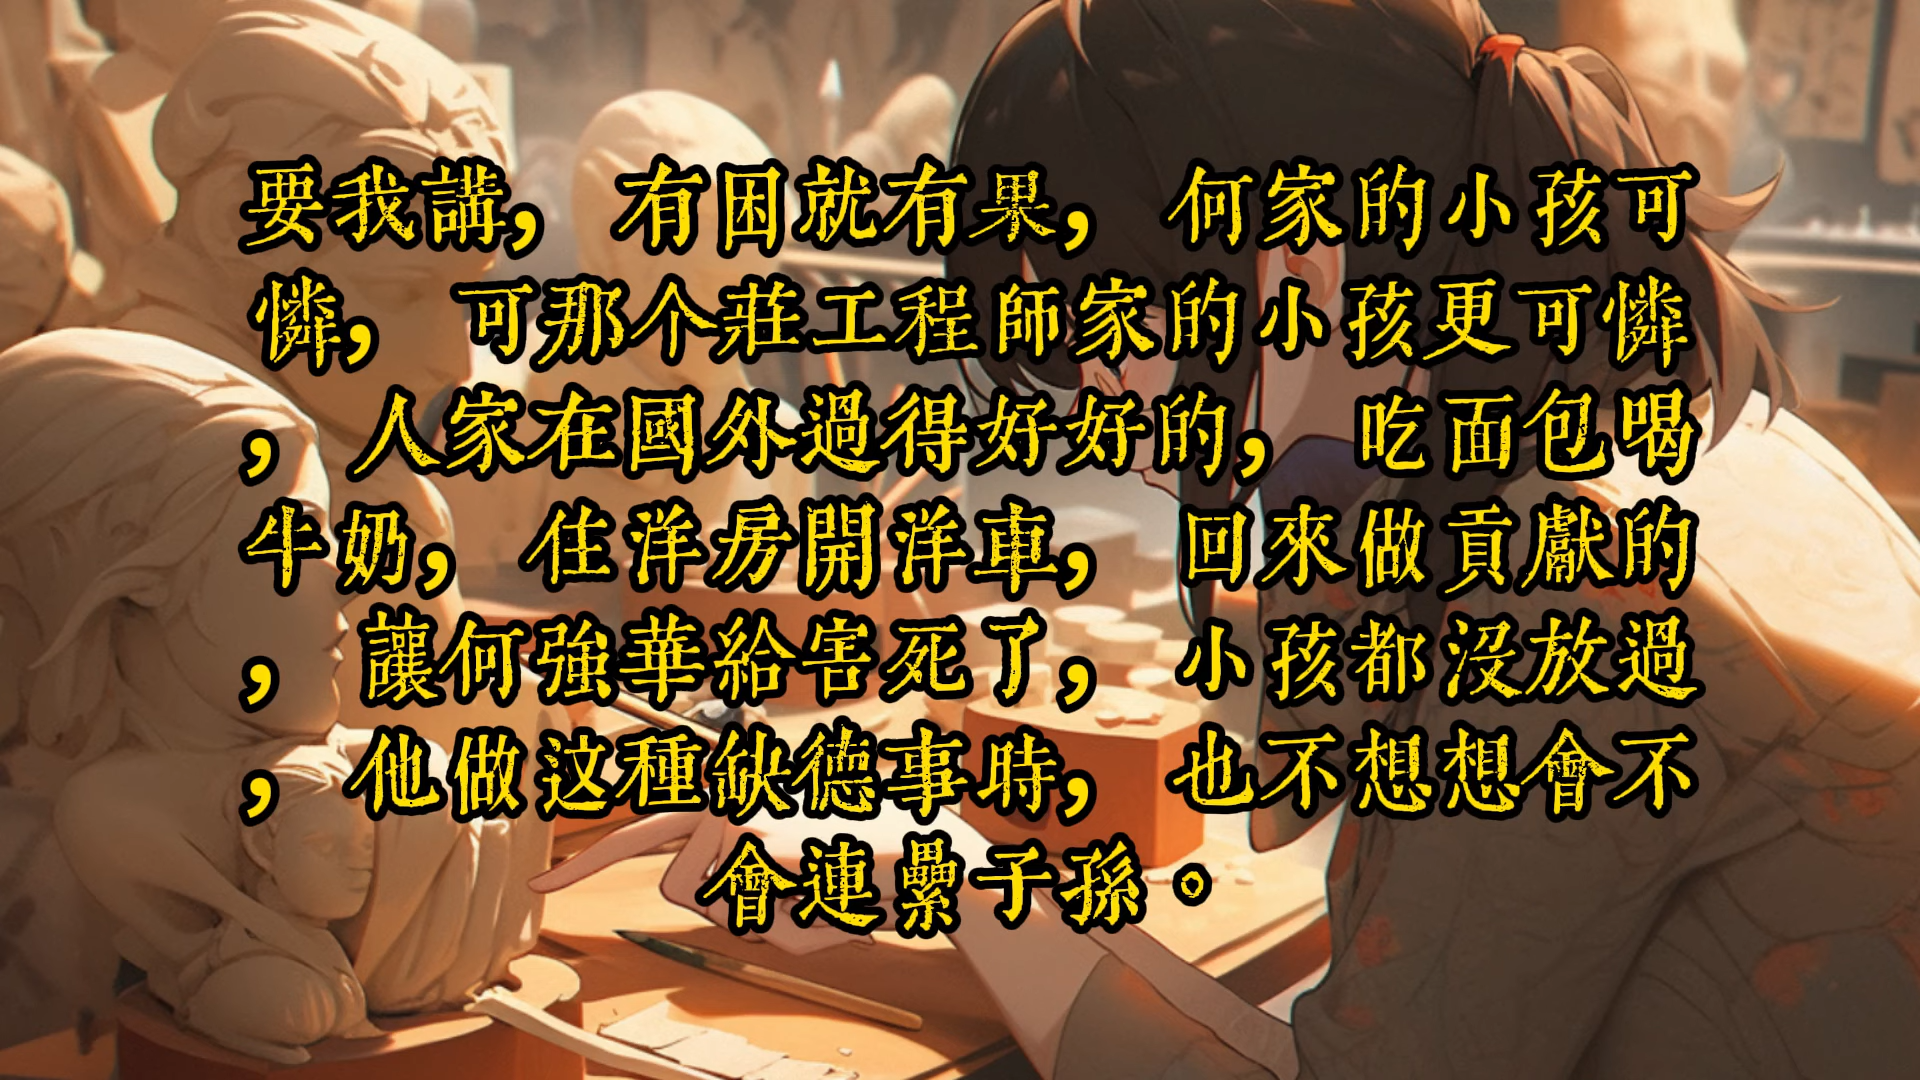 要我講, 有因就有果, 何家的小孩可
憐, 可那个莊工程師家的小孩更可憐
, 人家在國外過得好好的, 吃面包喝
牛奶, 住洋房開洋車, 回來做貢獻的
, 讓何強華給害死了, 小孩都沒放過
, 他做这種缺德事時, 也不想想會不
會連纍子孫。